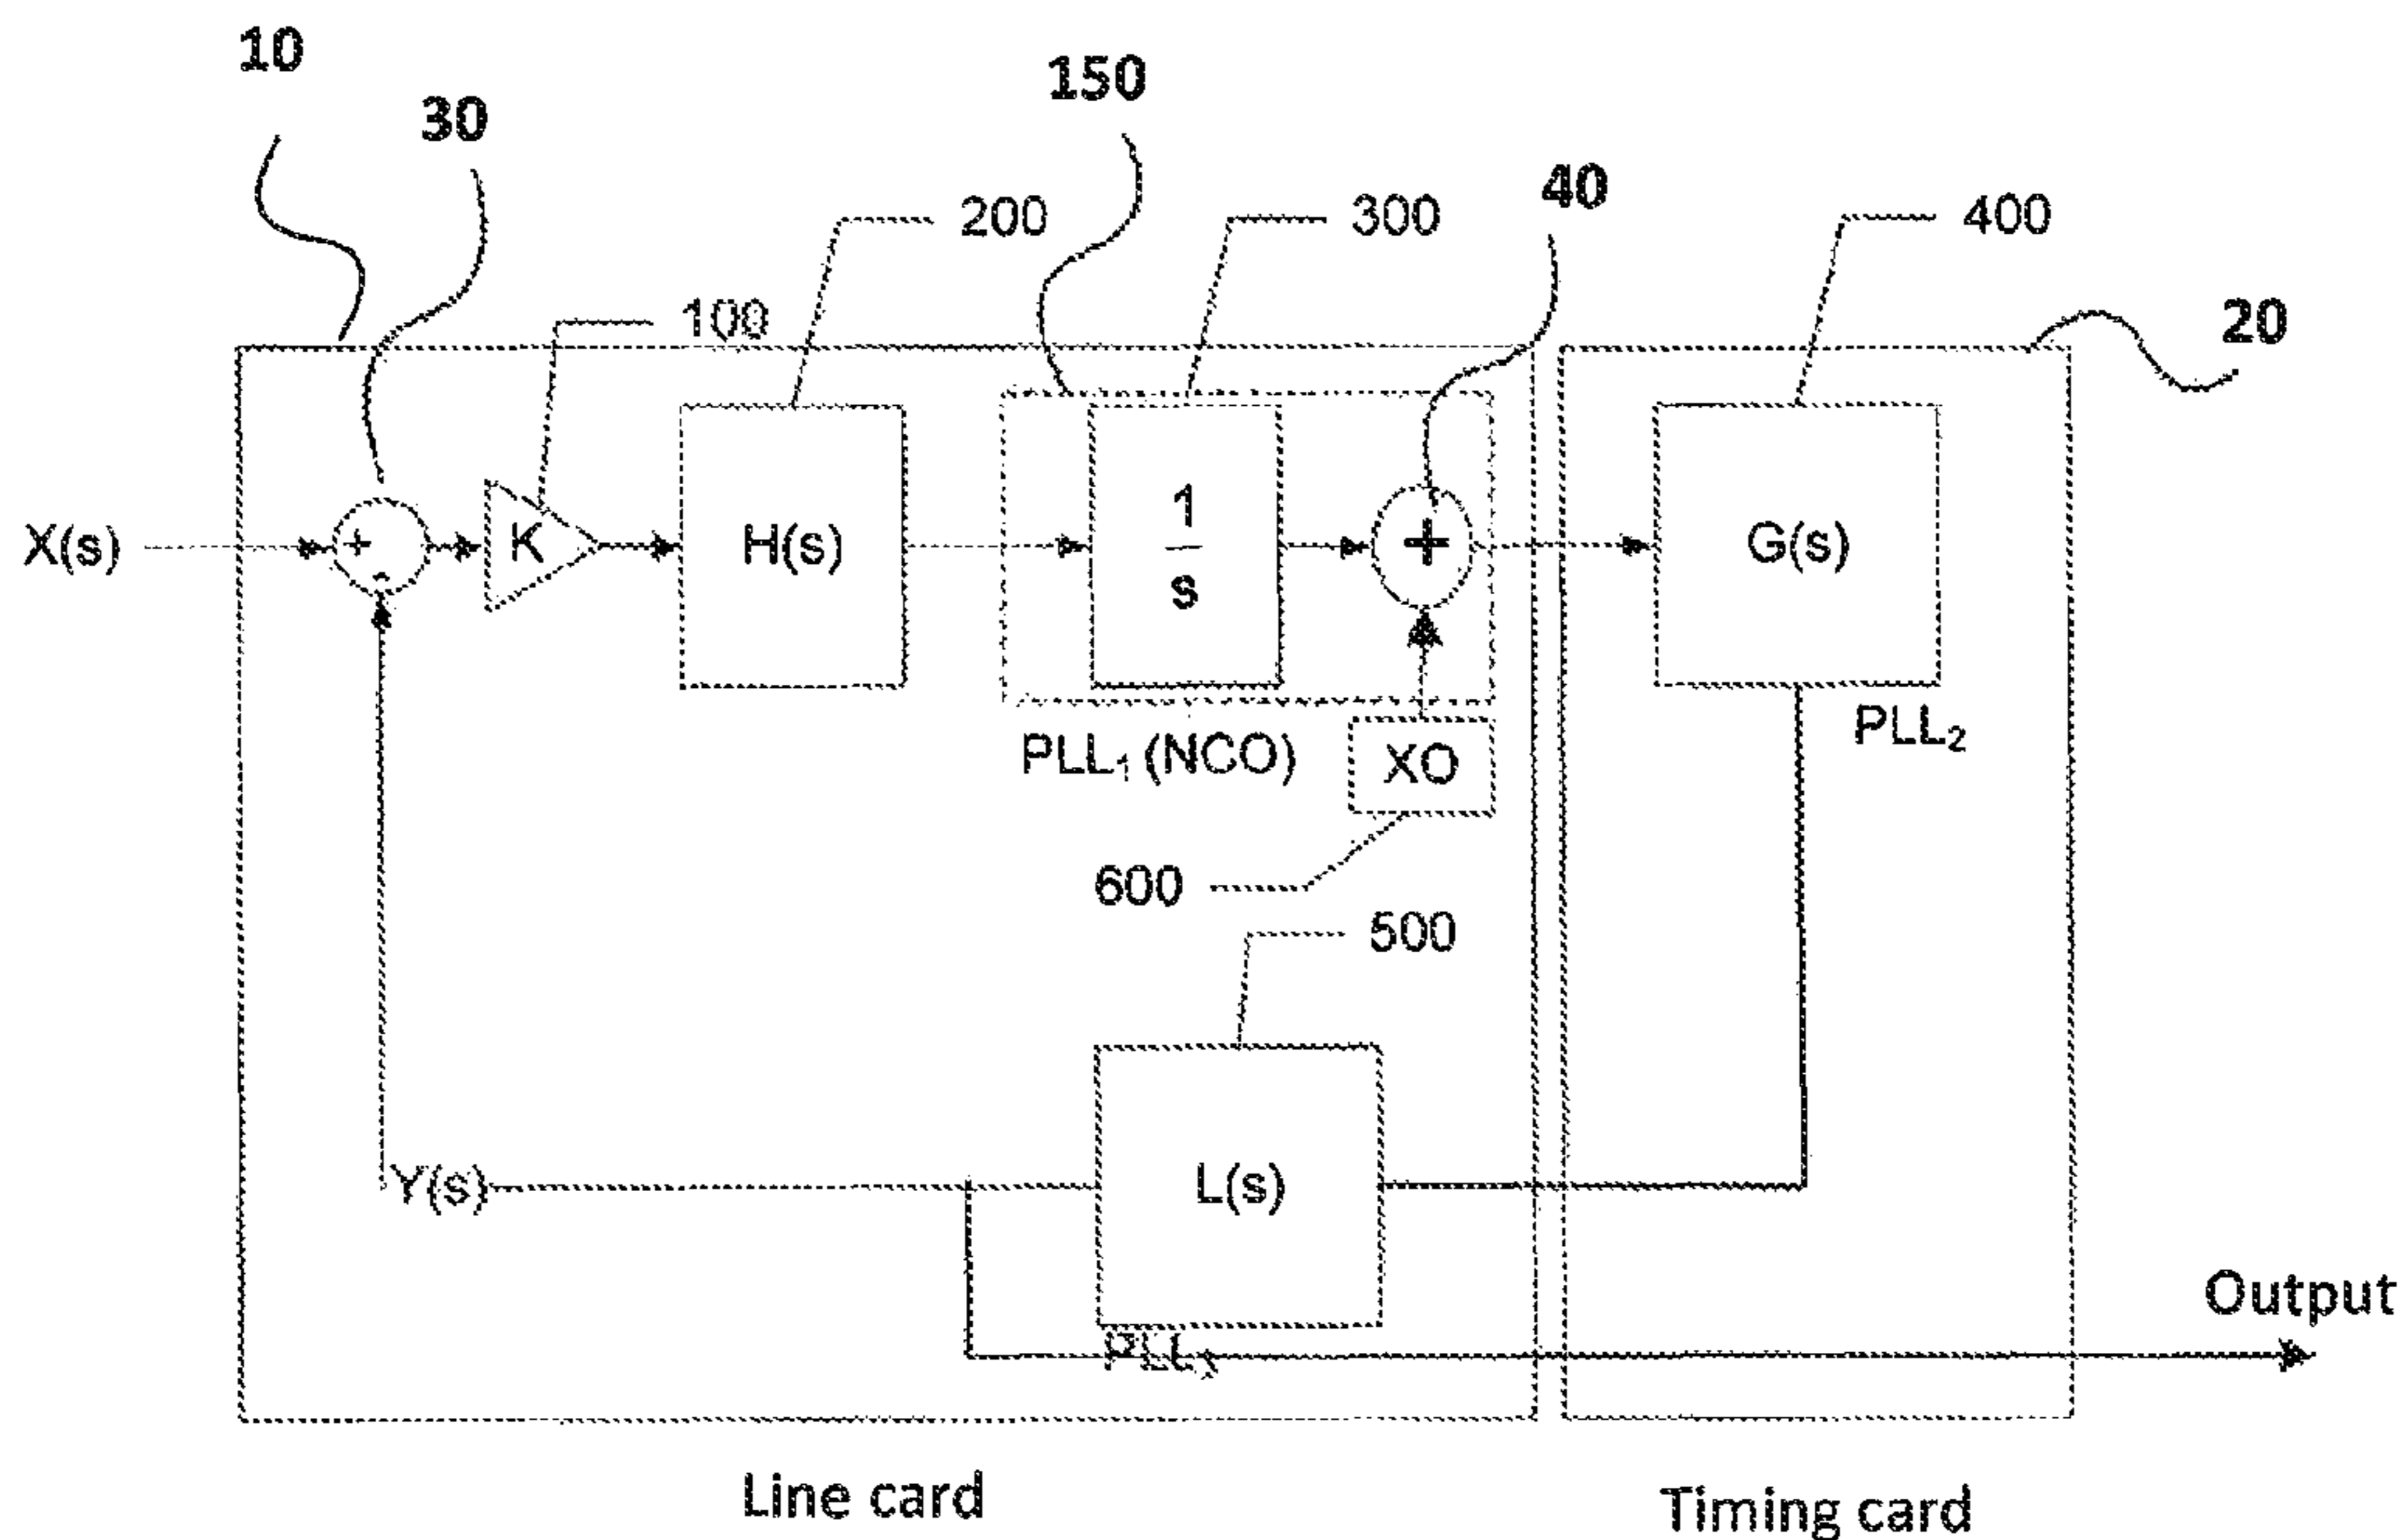 10
30
150
40
200
300
400
20
100
X(s)
+
-
K
H(s)
1
s
+
G(s)
PLL1 (NCO)
XO
PLL2
600
500
Y(s)
L(s)
Output
PLL3
Line card
Timing card